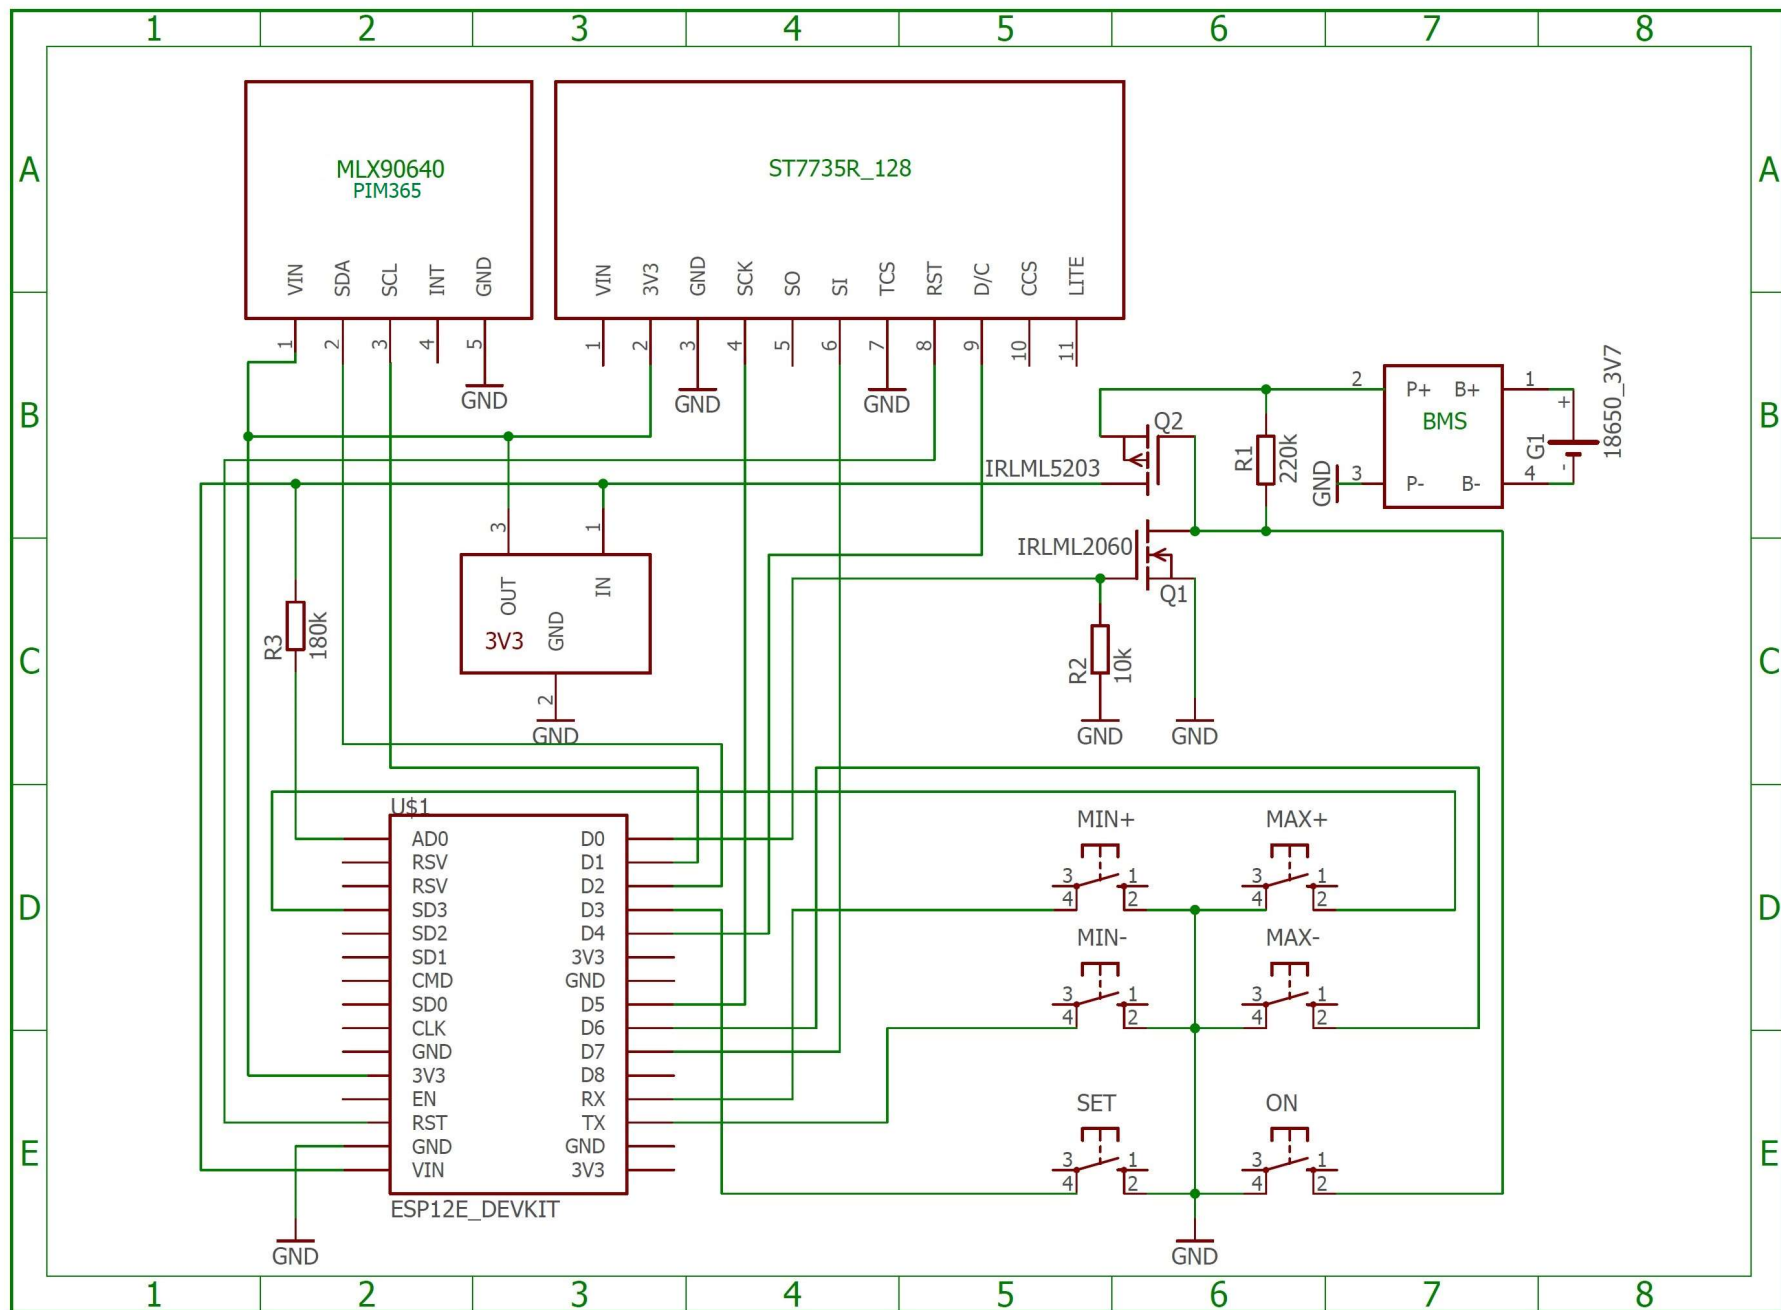 1 2 3 4 5 6 7 8
A A
MLX90640
PIM365
ST7735R_128
VIN SDA SCL INT GND
VIN 3V3 GND SCK SO SI TCS RST D/C CCS LITE
1 2 3 4 5
1 2 3 4 5 6 7 8 9 10 11
GND GND GND
B B
2 P+ B+ 1
BMS
3 P- B- 4
GND
+
-
G1
18650_3V7
Q2
IRLML5203
R1
220k
IRLML2060
Q1
3 1
OUT IN
GND
3V3
2
GND
R3
180k
C C
R2
10k
GND GND
U$1
AD0 D0
RSV D1
RSV D2
SD3 D3
SD2 D4
SD1 3V3
CMD GND
SD0 D5
CLK D6
GND D7
3V3 D8
EN RX
RST TX
GND GND
VIN 3V3
ESP12E_DEVKIT
GND
D D
MIN+ MAX+
3 1 3 1
4 2 4 2
MIN- MAX-
3 1 3 1
4 2 4 2
E E
SET ON
3 1 3 1
4 2 4 2
GND
1 2 3 4 5 6 7 8